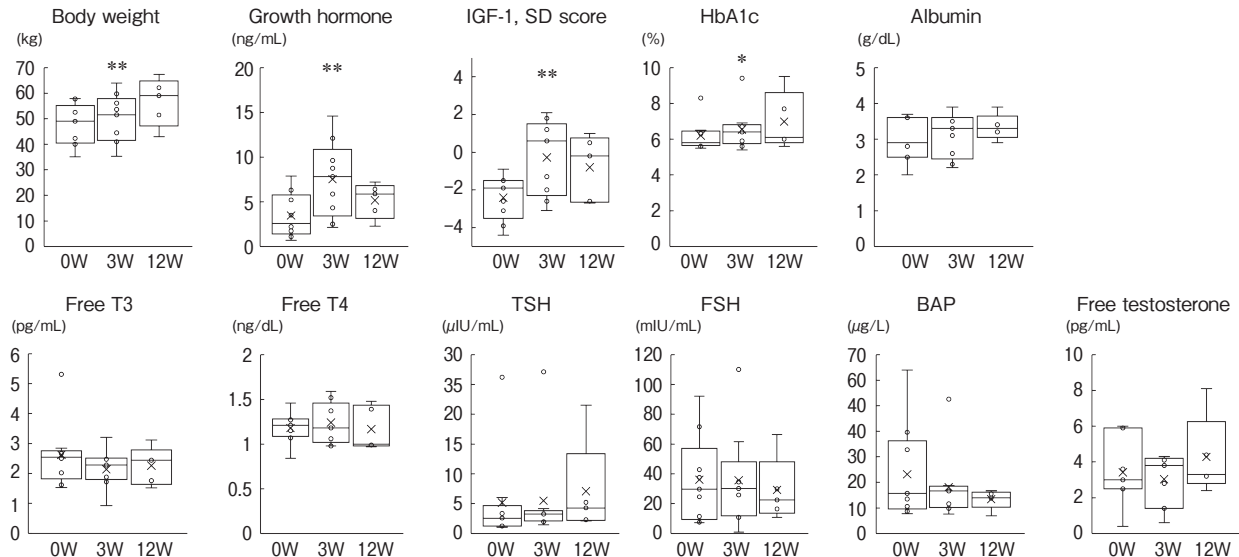 Body weight
(kg)
70
60
50
40
30
20
10
0
**
0W 3W 12W
Growth hormone
(ng/mL)
20
15
10
5
0
**
0W 3W 12W
IGF-1, SD score
4
2
0
−2
−4
**
0W 3W 12W
HbA1c
(%)
10
8
6
4
2
0
*
0W 3W 12W
Albumin
(g/dL)
5
4
3
2
1
0
0W 3W 12W
Free T3
(pg/mL)
6
5
4
3
2
1
0
0W 3W 12W
Free T4
(ng/dL)
2
1.5
1
0.5
0
0W 3W 12W
TSH
(μIU/mL)
30
25
20
15
10
5
0
0W 3W 12W
FSH
(mIU/mL)
120
100
80
60
40
20
0
0W 3W 12W
BAP
(μg/L)
70
60
50
40
30
20
10
0
0W 3W 12W
Free testosterone
(pg/mL)
10
8
6
4
2
0
0W 3W 12W